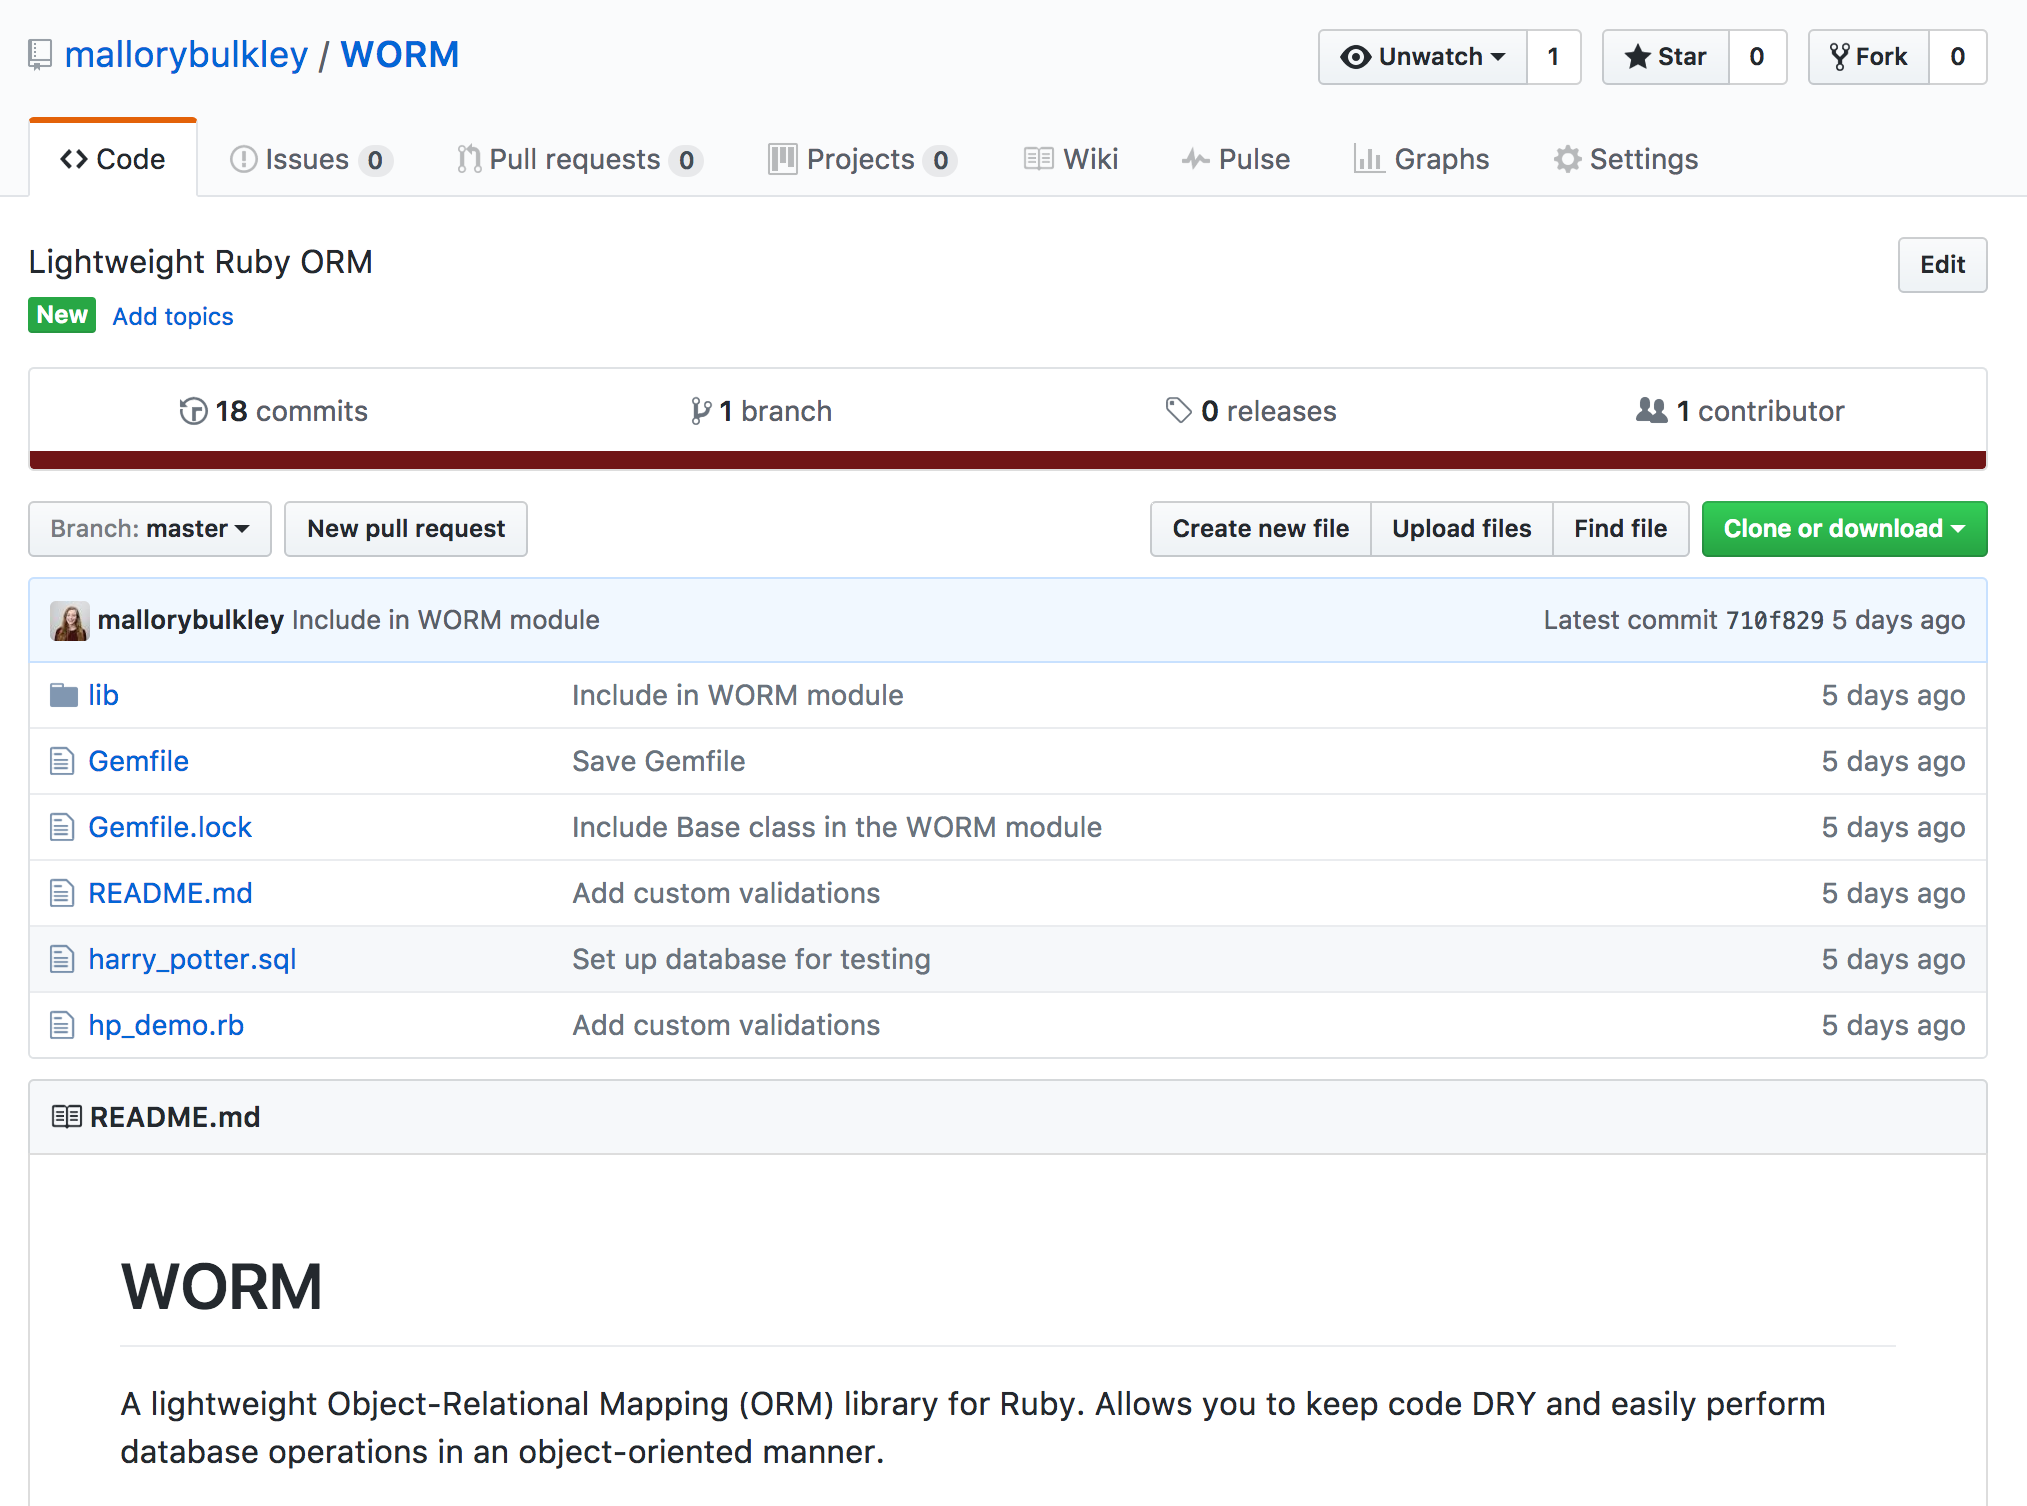 mallorybulkley / WORM
Unwatch 1 Star 0 Fork 0
Code Issues 0 Pull requests 0 Projects 0 Wiki Pulse Graphs Settings
Lightweight Ruby ORM
Edit
New Add topics
18 commits 1 branch 0 releases 1 contributor
Branch: master New pull request Create new file Upload files Find file Clone or download
mallorybulkley Include in WORM module Latest commit 710f829 5 days ago
lib Include in WORM module 5 days ago
Gemfile Save Gemfile 5 days ago
Gemfile.lock Include Base class in the WORM module 5 days ago
README.md Add custom validations 5 days ago
harry_potter.sql Set up database for testing 5 days ago
hp_demo.rb Add custom validations 5 days ago
README.md
WORM
A lightweight Object-Relational Mapping (ORM) library for Ruby. Allows you to keep code DRY and easily perform
database operations in an object-oriented manner.